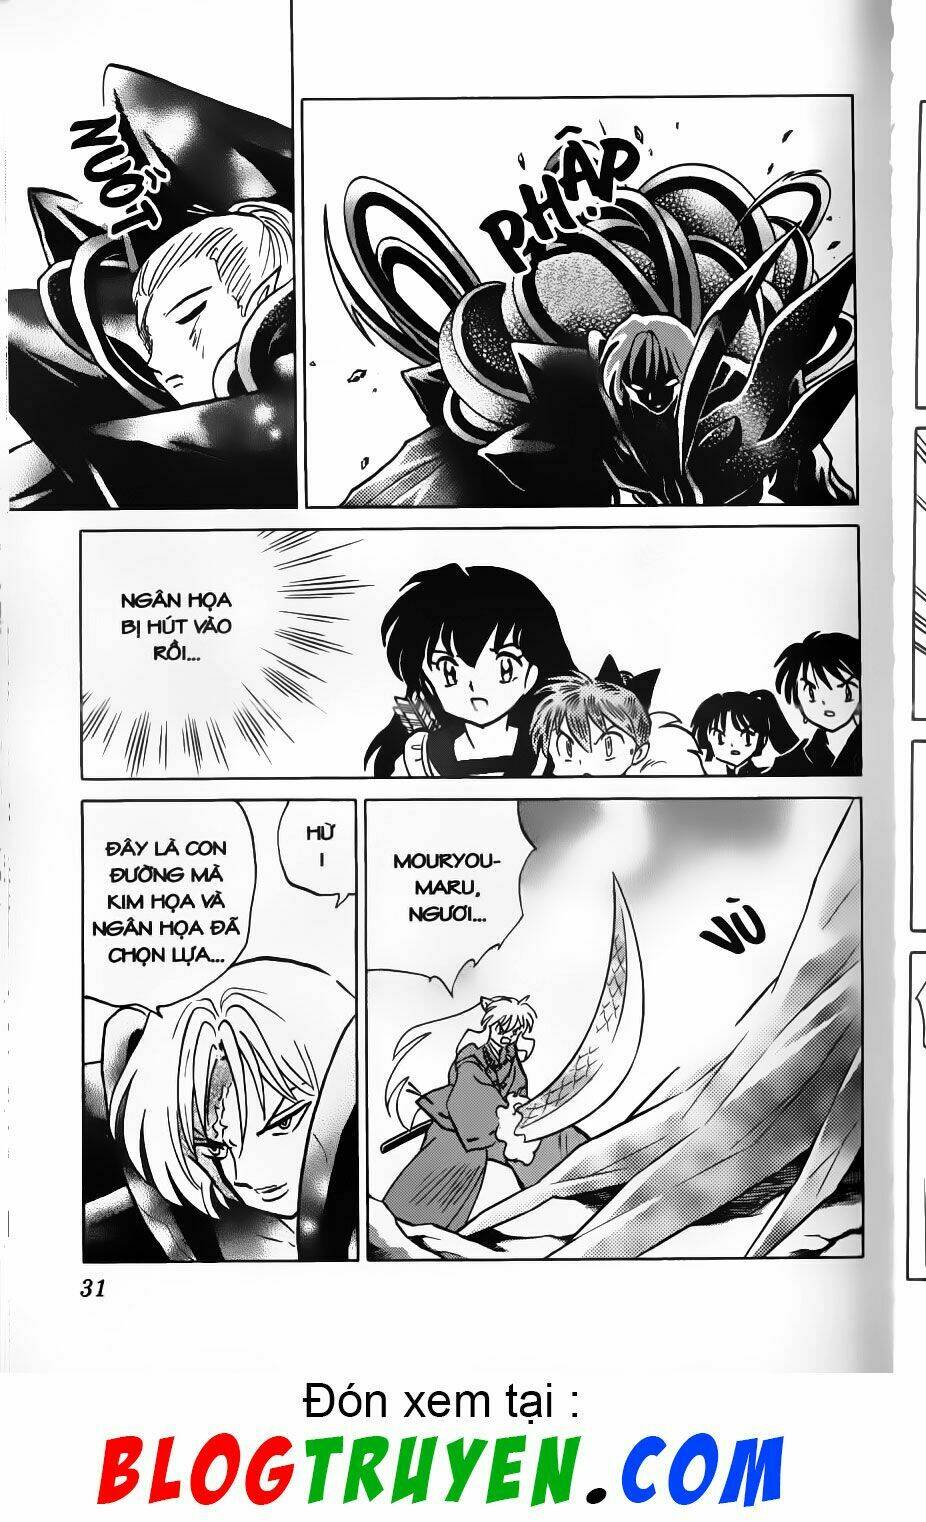 PHẬP
NUỐT
NGÂN HỌA
BỊ HÚT VÀO
RỒI...
MOURYOU-
MARU,
NGƯƠI...
VÙ
HỪ
!
ĐÂY LÀ CON
ĐƯỜNG MÀ
KIM HỌA VÀ
NGÂN HỌA ĐÃ
CHỌN LỰA...
31
Đón xem tại :
BLOGTRUYEN.COM